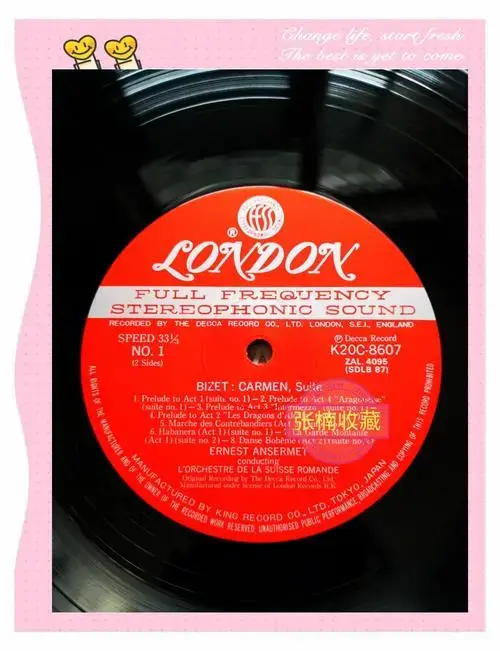 Change life, start fresh
The best is yet to come
FFSS
®
LONDON
FULL FREQUENCY
STEREOPHONIC SOUND
RECORDED BY THE DECCA RECORD CO., LTD. LONDON, S.E.I., ENGLAND
SPEED 33⅓
NO. 1
(2 Sides)
℗ Decca Record
K20C-8607
ZAL. 4095
(SDLB 87)
BIZET : CARMEN, Suite
1. Prelude to Act 1 (suite no. 1) – 2. Prelude to Act 4 "Aragonaise"
(suite no. 1) – 3. Prelude to Act 3 "Intermezzo" (suite no. 1)
4. Prelude to Act 2 "Les Dragons d'
5. Marche des Contrebandiers (Act
6. Habanera (Act 1) (suite no. – 7. La Garde Montante
(Act 1) (suite no. 2) – 8. Danse Bohême (Act 2) (suite no. 2)
张楠收藏
ERNEST ANSERMET
conducting
L'ORCHESTRE DE LA SUISSE ROMANDE
Original Recording by The Decca Record Co., Ltd.
Manufactured under license of London Records H.K.
MANUFACTURED BY KING RECORD CO., LTD. TOKYO, JAPAN
ALL RIGHTS OF THE MANUFACTURER AND OF THE OWNER OF THE RECORDED WORK RESERVED. UNAUTHORISED PUBLIC PERFORMANCE, BROADCASTING AND COPYING OF THIS RECORD PROHIBITED.